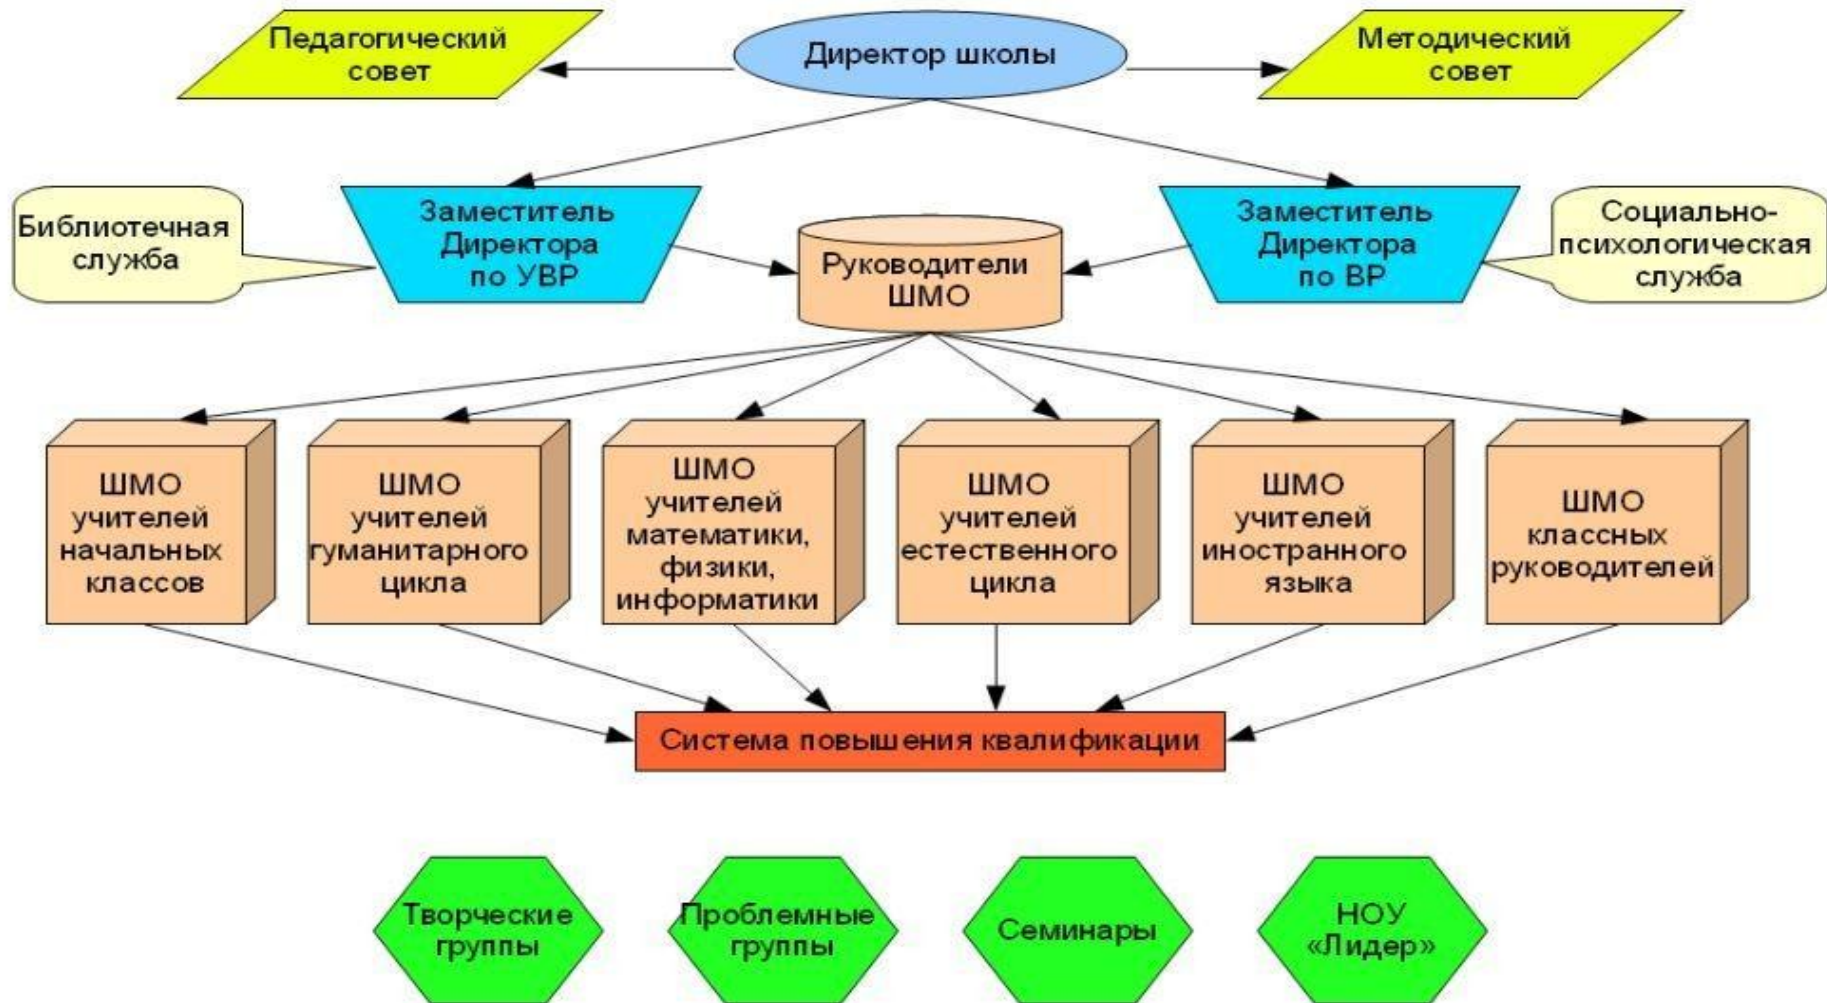 Педагогический
совет
Директор школы
Методический
совет
Библиотечная
служба
Заместитель
Директора
по УВР
Руководители
ШМО
Заместитель
Директора
по ВР
Социально-
психологическая
служба
ШМО
учителей
начальных
классов
ШМО
учителей
гуманитарного
цикла
ШМО
учителей
математики,
физики,
информатики
ШМО
учителей
естественного
цикла
ШМО
учителей
иностранного
языка
ШМО
классных
руководителей
Система повышения квалификации
Творческие
группы
Проблемные
группы
Семинары
НОУ
«Лидер»